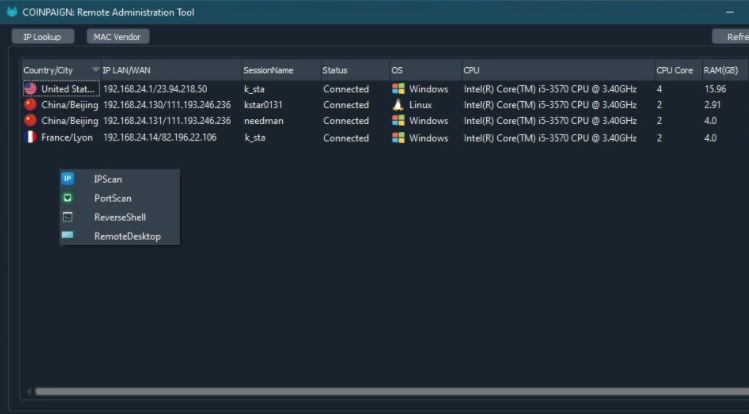 COINPAIGN: Remote Administration Tool
IP Lookup MAC Vendor Refre
Country/City IP LAN/WAN SessionName Status OS CPU CPU Core RAM(GB)
United Stat... 192.168.24.1/23.94.218.50 k_sta Connected Windows Intel(R) Core(TM) i5-3570 CPU @ 3.40GHz 4 15.96
China/Beijing 192.168.24.130/111.193.246.236 kstar0131 Connected Linux Intel(R) Core(TM) i5-3570 CPU @ 3.40GHz 2 2.91
China/Beijing 192.168.24.131/111.193.246.236 needman Connected Windows Intel(R) Core(TM) i5-3570 CPU @ 3.40GHz 2 4.0
France/Lyon 192.168.24.14/82.196.22.106 k_sta Connected Windows Intel(R) Core(TM) i5-3570 CPU @ 3.40GHz 2 4.0
IP IPScan
PortScan
ReverseShell
RemoteDesktop